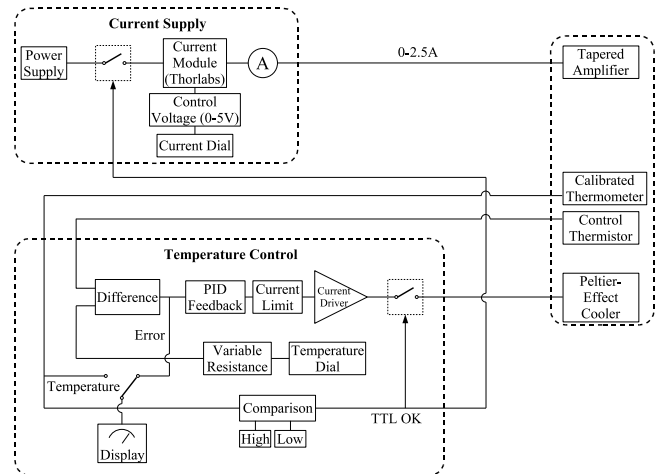 Current Supply
Power
Supply
Current
Module
(Thorlabs)
A
0-2.5A
Tapered
Amplifier
Control
Voltage (0-5V)
Current Dial
Calibrated
Thermometer
Control
Thermistor
Temperature Control
Difference
PID
Feedback
Current
Limit
Current
Driver
Peltier-
Effect
Cooler
Error
Variable
Resistance
Temperature
Dial
Temperature
Comparison
TTL OK
High
Low
Display